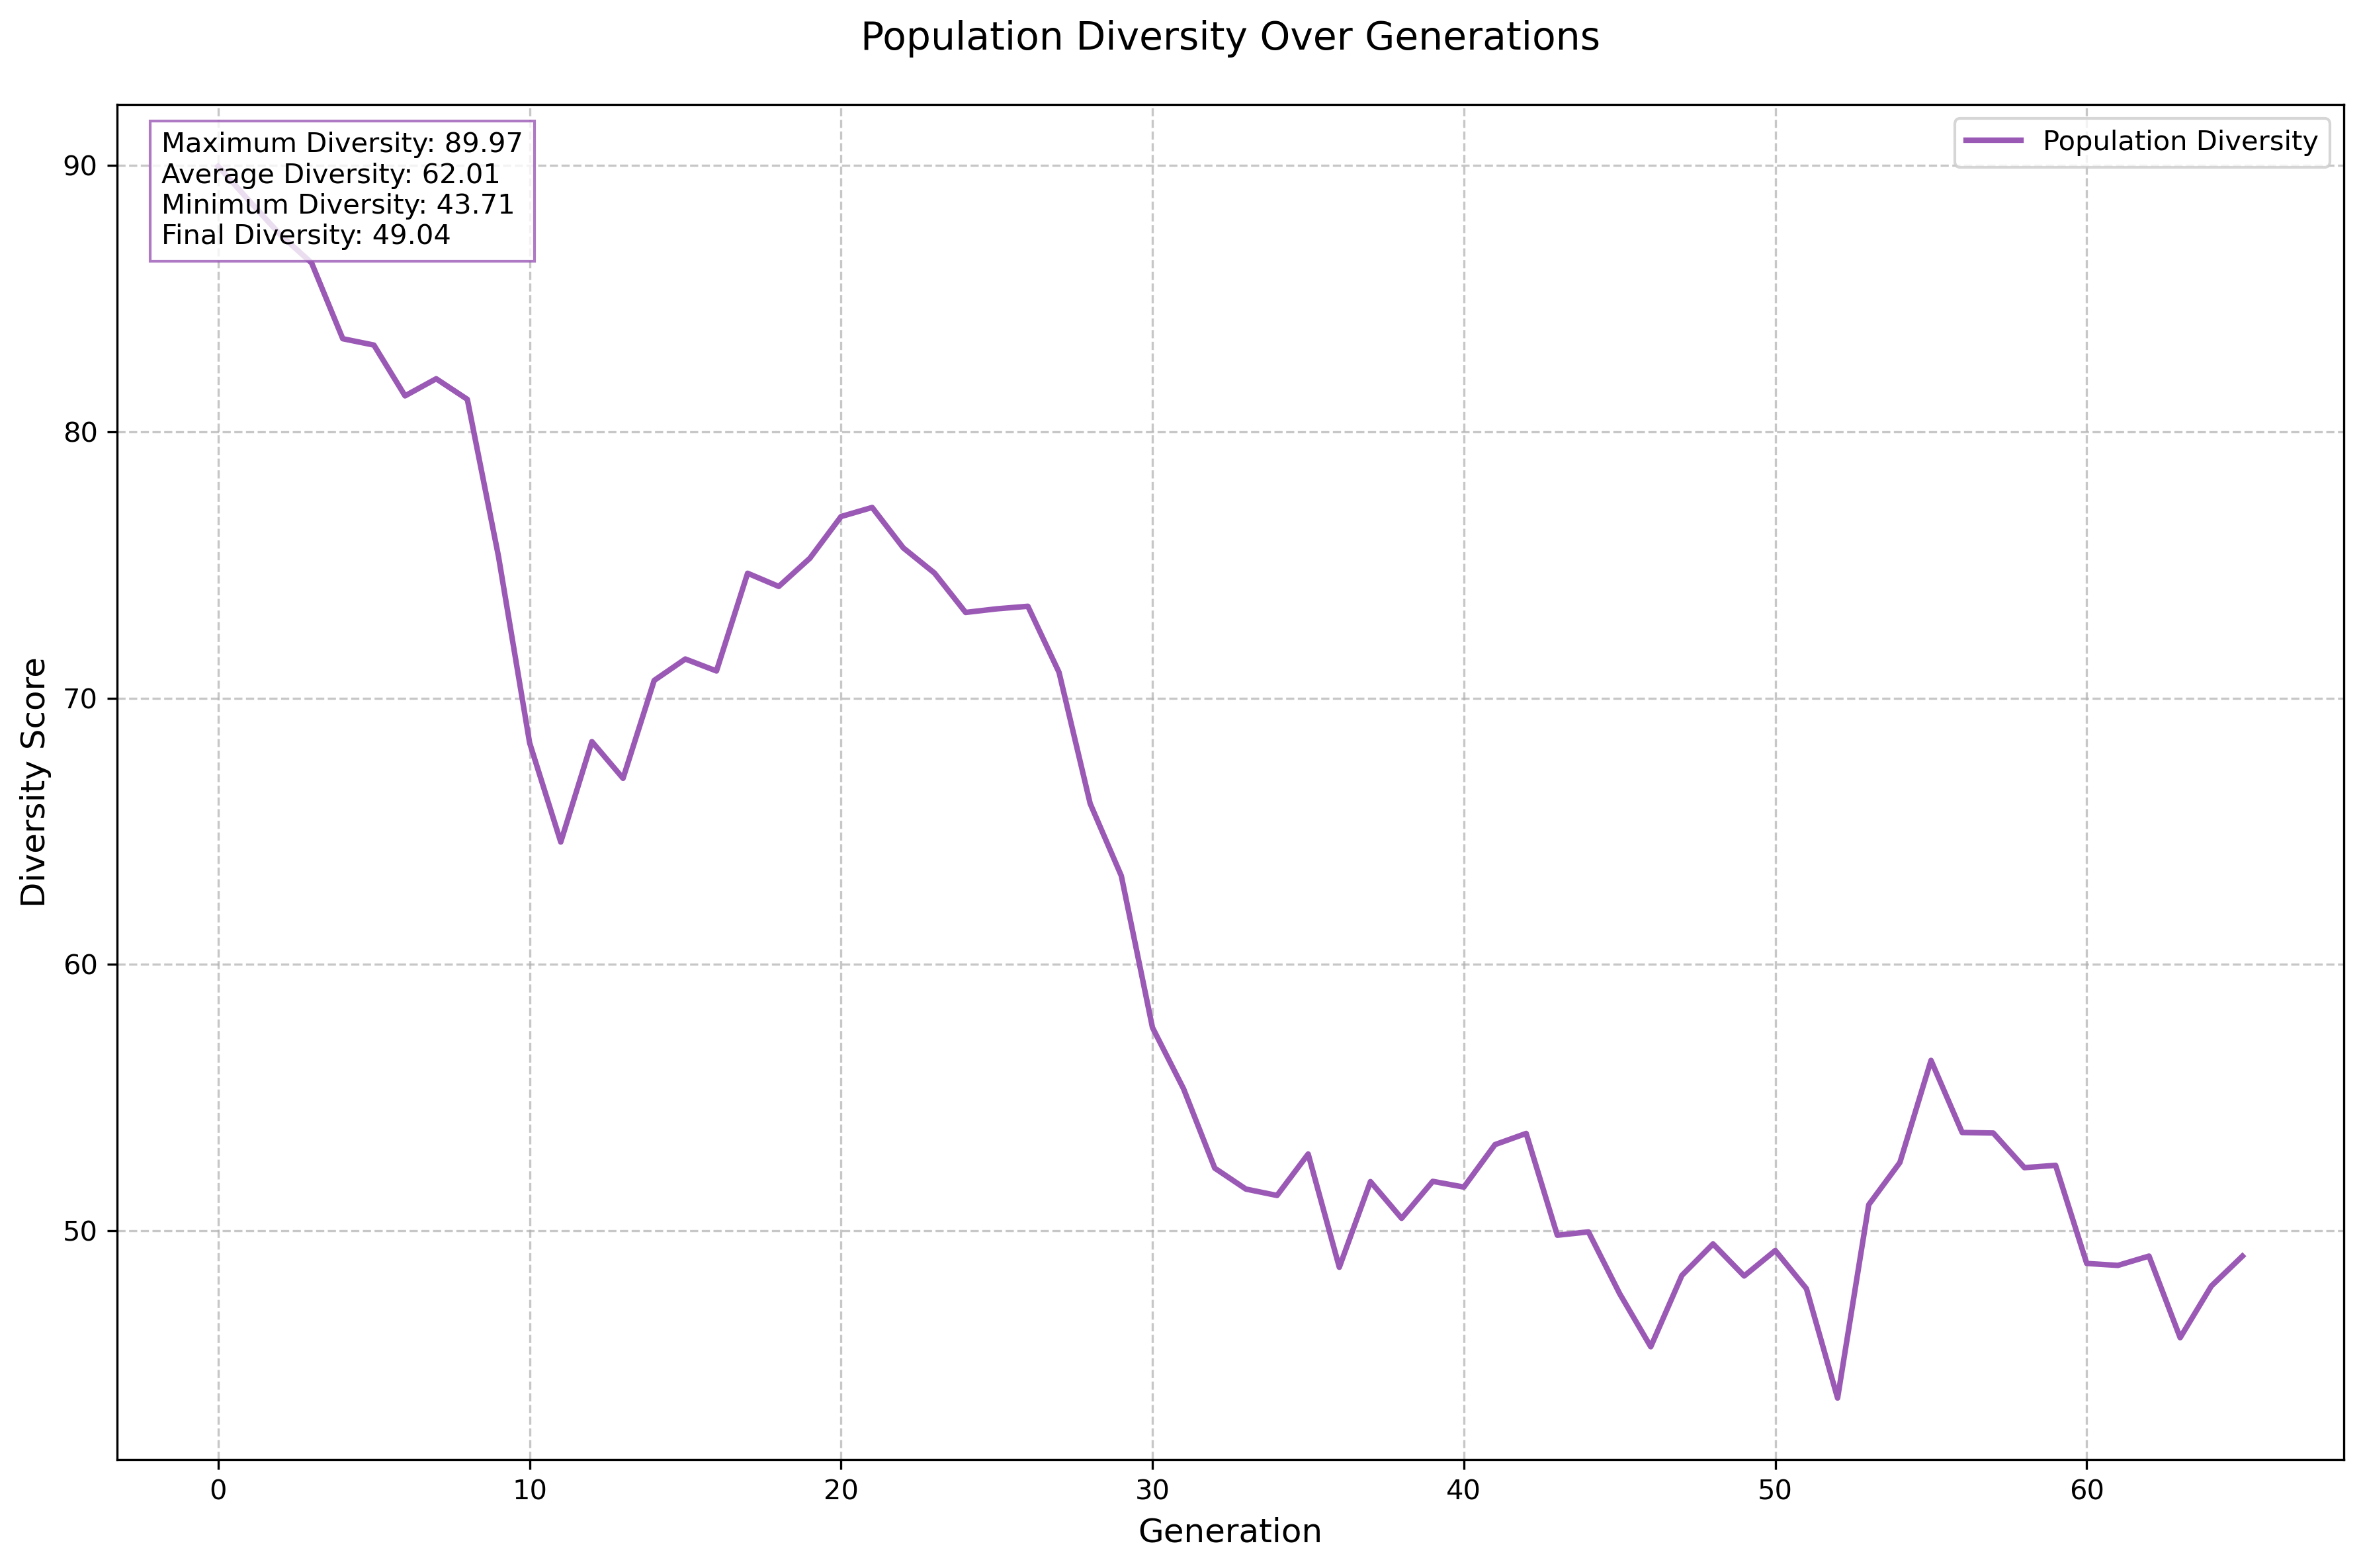 Population Diversity Over Generations
Maximum Diversity: 89.97
Average Diversity: 62.01
Minimum Diversity: 43.71
Final Diversity: 49.04
Population Diversity
90
80
70
60
50
Diversity Score
0 10 20 30 40 50 60
Generation